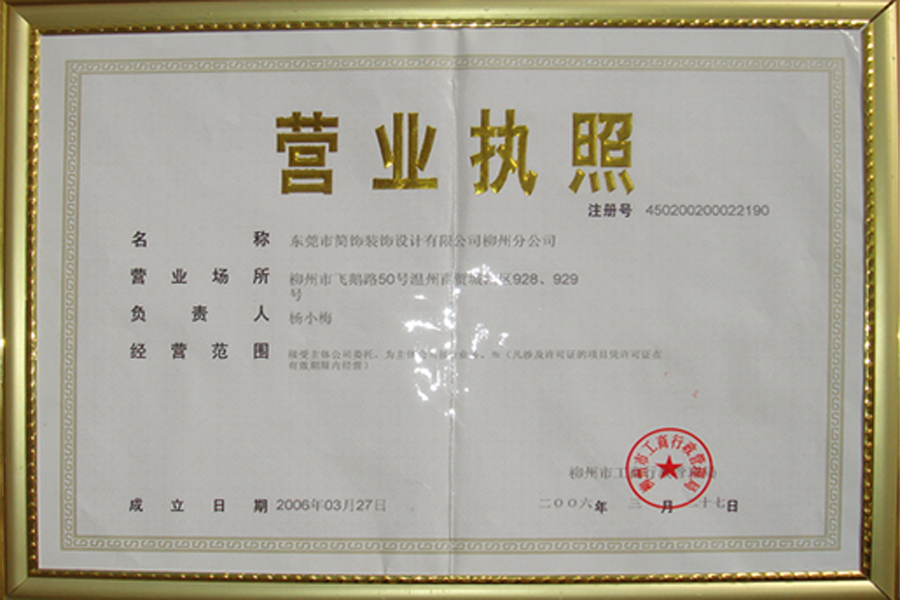 营业执照
注册号 450200200022190
名称 东莞市简饰装饰设计有限公司柳州分公司
营业场所 柳州市飞鹅路50号温州商贸城 区928、929
号
负责人 杨小梅
经营范围 接受主体公司委托，为主体公司 业务。※（凡涉及许可证的项目凭许可证在
有效期限内经营）
柳州市工商行政管理局
成立日期 2006年03月27日
二〇〇六年 三月二十七日